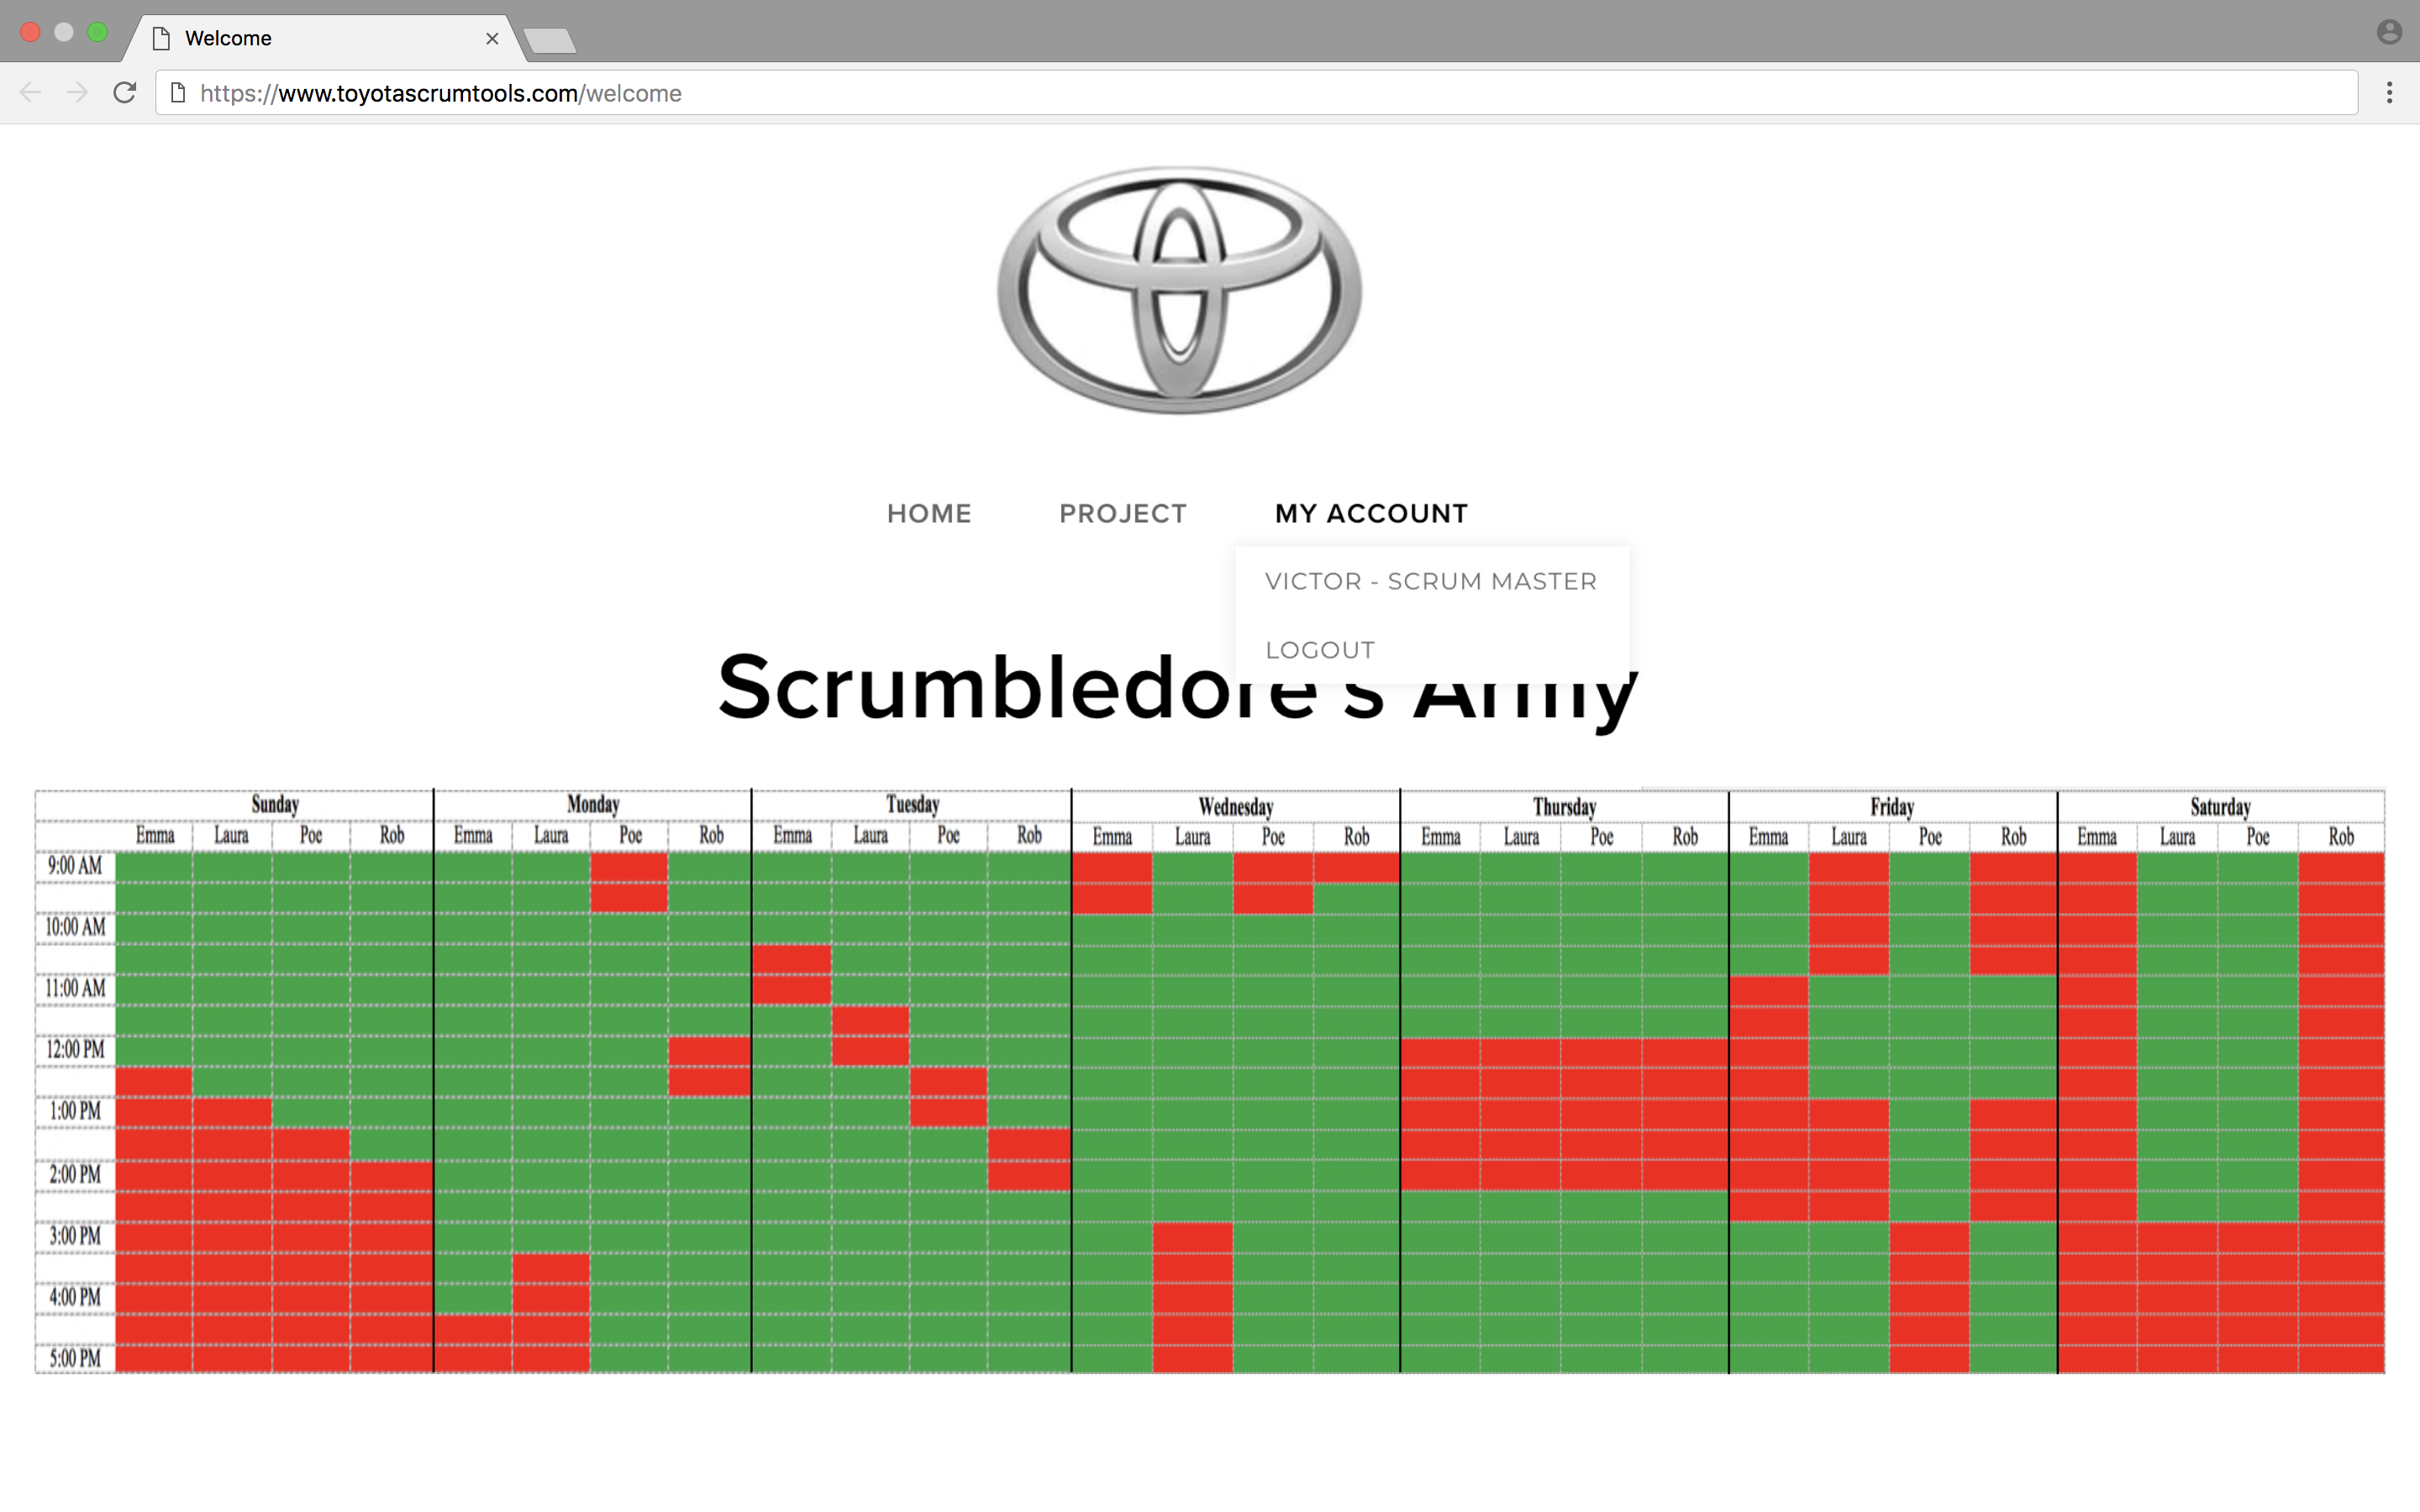 Welcome
https://www.toyotascrumtools.com/welcome
HOME PROJECT MY ACCOUNT
VICTOR - SCRUM MASTER
LOGOUT
Scrumbledore's Army
Sunday Monday Tuesday Wednesday Thursday Friday Saturday
Emma Laura Poe Rob Emma Laura Poe Rob Emma Laura Poe Rob Emma Laura Poe Rob Emma Laura Poe Rob Emma Laura Poe Rob Emma Laura Poe Rob
9:00 AM
10:00 AM
11:00 AM
12:00 PM
1:00 PM
2:00 PM
3:00 PM
4:00 PM
5:00 PM